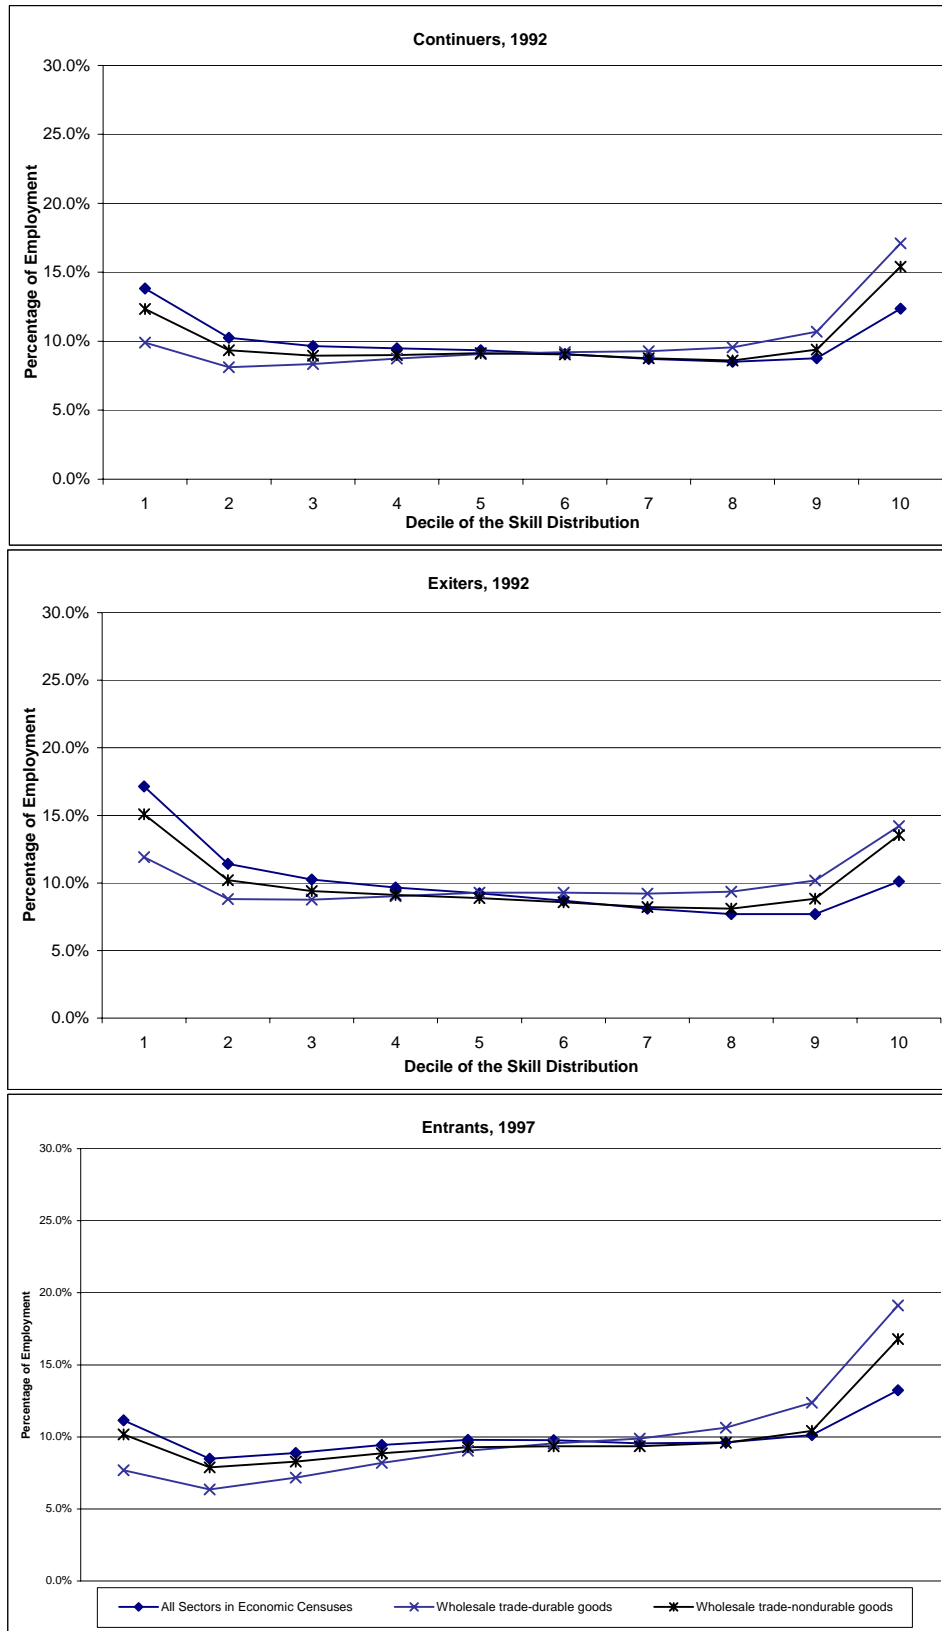 Continuers, 1992
30.0%
25.0%
20.0%
15.0%
10.0%
5.0%
0.0%
Percentage of Employment
1 2 3 4 5 6 7 8 9 10
Decile of the Skill Distribution
Exiters, 1992
30.0%
25.0%
20.0%
15.0%
10.0%
5.0%
0.0%
Percentage of Employment
1 2 3 4 5 6 7 8 9 10
Decile of the Skill Distribution
Entrants, 1997
30.0%
25.0%
20.0%
15.0%
10.0%
5.0%
0.0%
Percentage of Employment
All Sectors in Economic Censuses Wholesale trade-durable goods Wholesale trade-nondurable goods